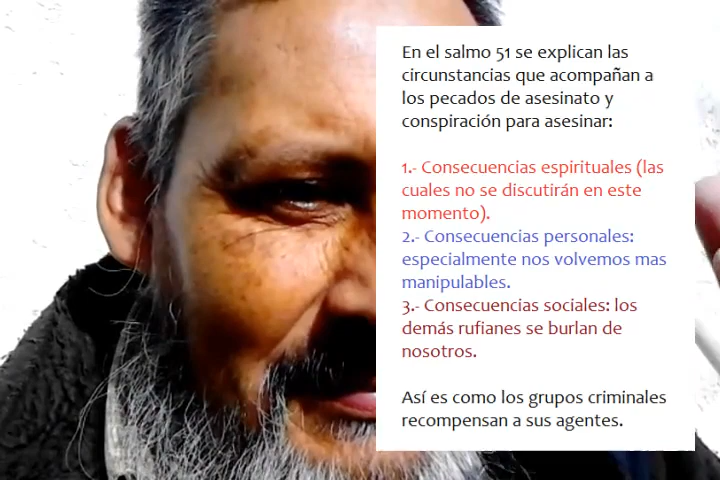 En el salmo 51 se explican las
circunstancias que acompañan a
los pecados de asesinato y
conspiración para asesinar:
1.- Consecuencias espirituales (las
cuales no se discutirán en este
momento).
2.- Consecuencias personales:
especialmente nos volvemos mas
manipulables.
3.- Consecuencias sociales: los
demás rufianes se burlan de
nosotros.
Así es como los grupos criminales
recompensan a sus agentes.